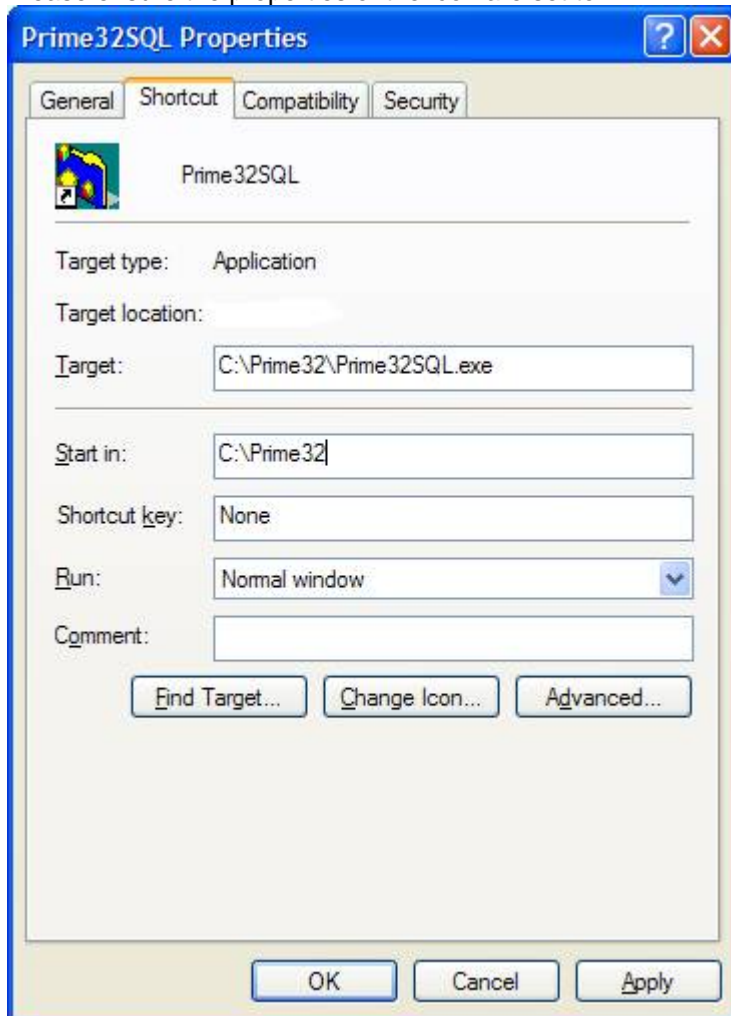 Prime32SQL Properties
General Shortcut Compatibility Security
Prime32SQL
Target type: Application
Target location:
Target: C:\Prime32\Prime32SQL.exe
Start in: C:\Prime32
Shortcut key: None
Run: Normal window
Comment:
Find Target... Change Icon... Advanced...
OK Cancel Apply